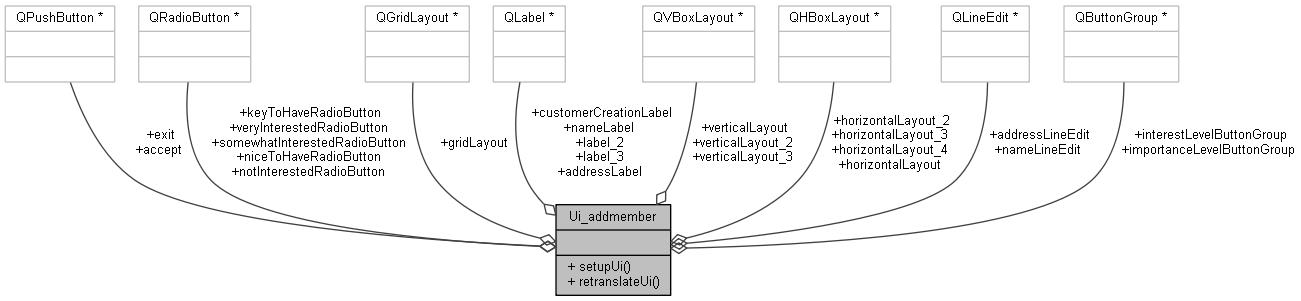 QPushButton *
QRadioButton *
QGridLayout *
QLabel *
QVBoxLayout *
QHBoxLayout *
QLineEdit *
QButtonGroup *
+exit
+accept
+keyToHaveRadioButton
+veryInterestedRadioButton
+somewhatInterestedRadioButton
+niceToHaveRadioButton
+notInterestedRadioButton
+gridLayout
+customerCreationLabel
+nameLabel
+label_2
+label_3
+addressLabel
+verticalLayout
+verticalLayout_2
+verticalLayout_3
+horizontalLayout_2
+horizontalLayout_3
+horizontalLayout_4
+horizontalLayout
+addressLineEdit
+nameLineEdit
+interestLevelButtonGroup
+importanceLevelButtonGroup
Ui_addmember
+ setupUi()
+ retranslateUi()